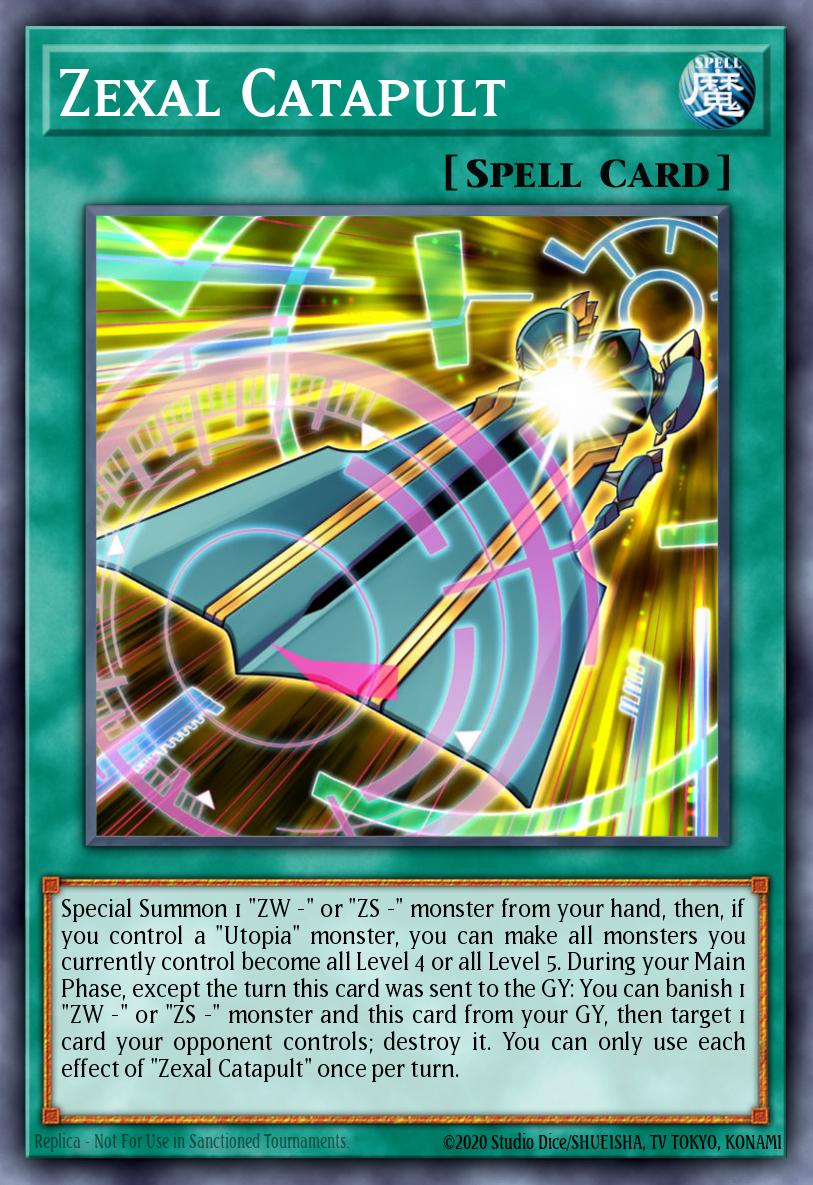 Zexal Catapult
SPELL
魔
[ Spell Card ]
Special Summon 1 "ZW -" or "ZS -" monster from your hand, then, if
you control a "Utopia" monster, you can make all monsters you
currently control become all Level 4 or all Level 5. During your Main
Phase, except the turn this card was sent to the GY: You can banish 1
"ZW -" or "ZS -" monster and this card from your GY, then target 1
card your opponent controls; destroy it. You can only use each
effect of "Zexal Catapult" once per turn.
Replica - Not For Use in Sanctioned Tournaments.
©2020 Studio Dice/SHUEISHA, TV TOKYO, KONAMI